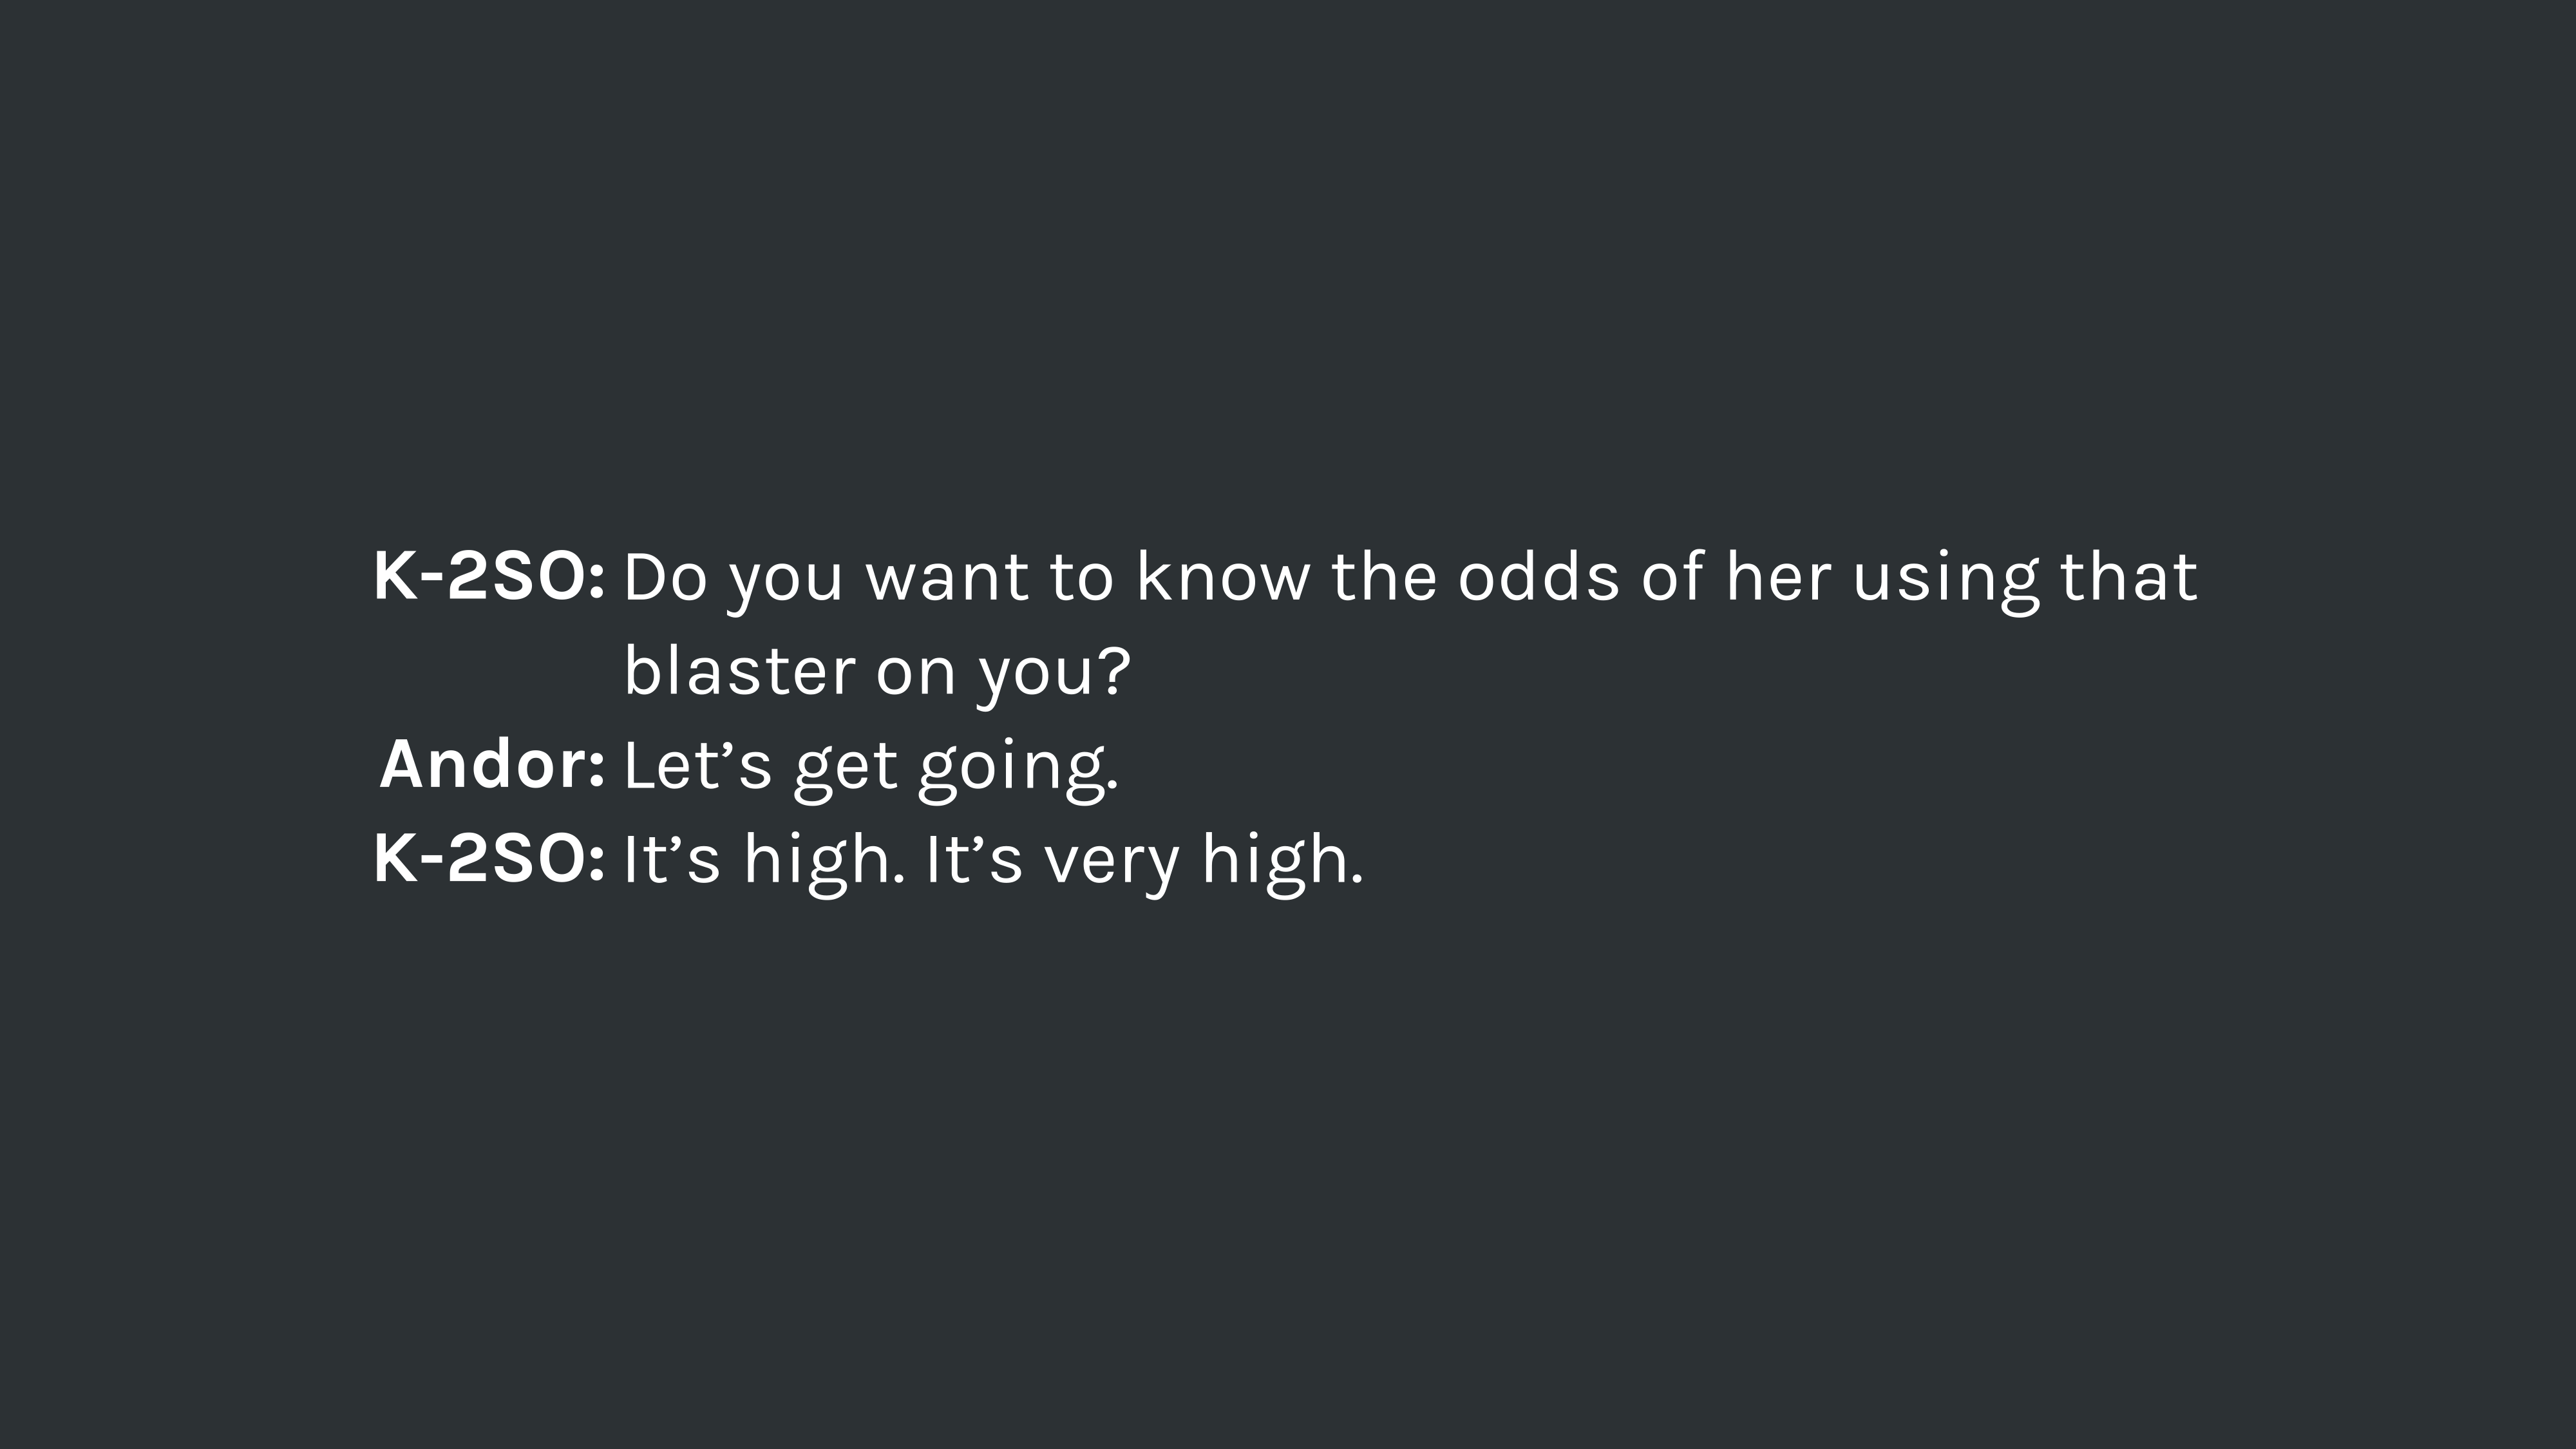 K-2SO: Do you want to know the odds of her using that
blaster on you?
Andor: Let’s get going.
K-2SO: It’s high. It’s very high.